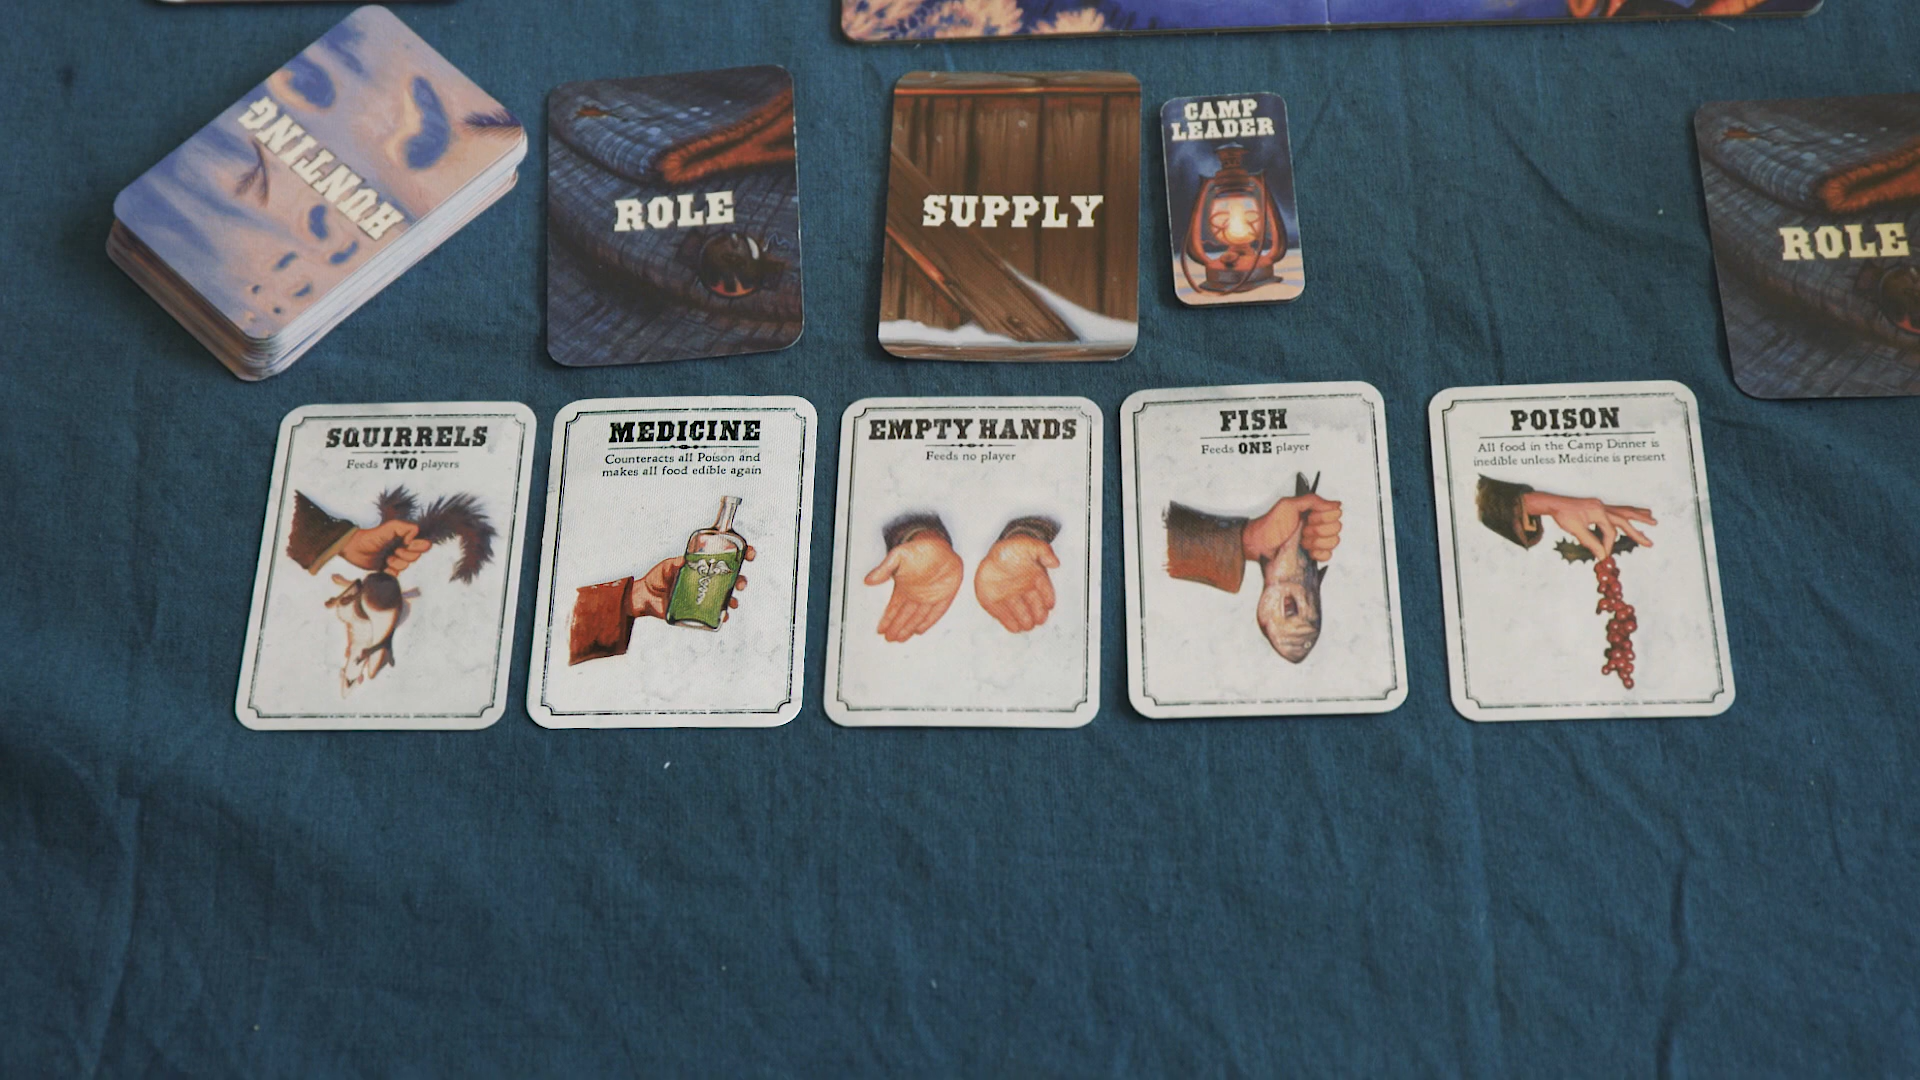 HUNTING
ROLE
SUPPLY
CAMP
LEADER
ROLE
SQUIRRELS
Feeds TWO players
MEDICINE
Counteracts all Poison and
makes all food edible again
EMPTY HANDS
Feeds no player
FISH
Feeds ONE player
POISON
All food in the Camp Dinner is
inedible unless Medicine is present